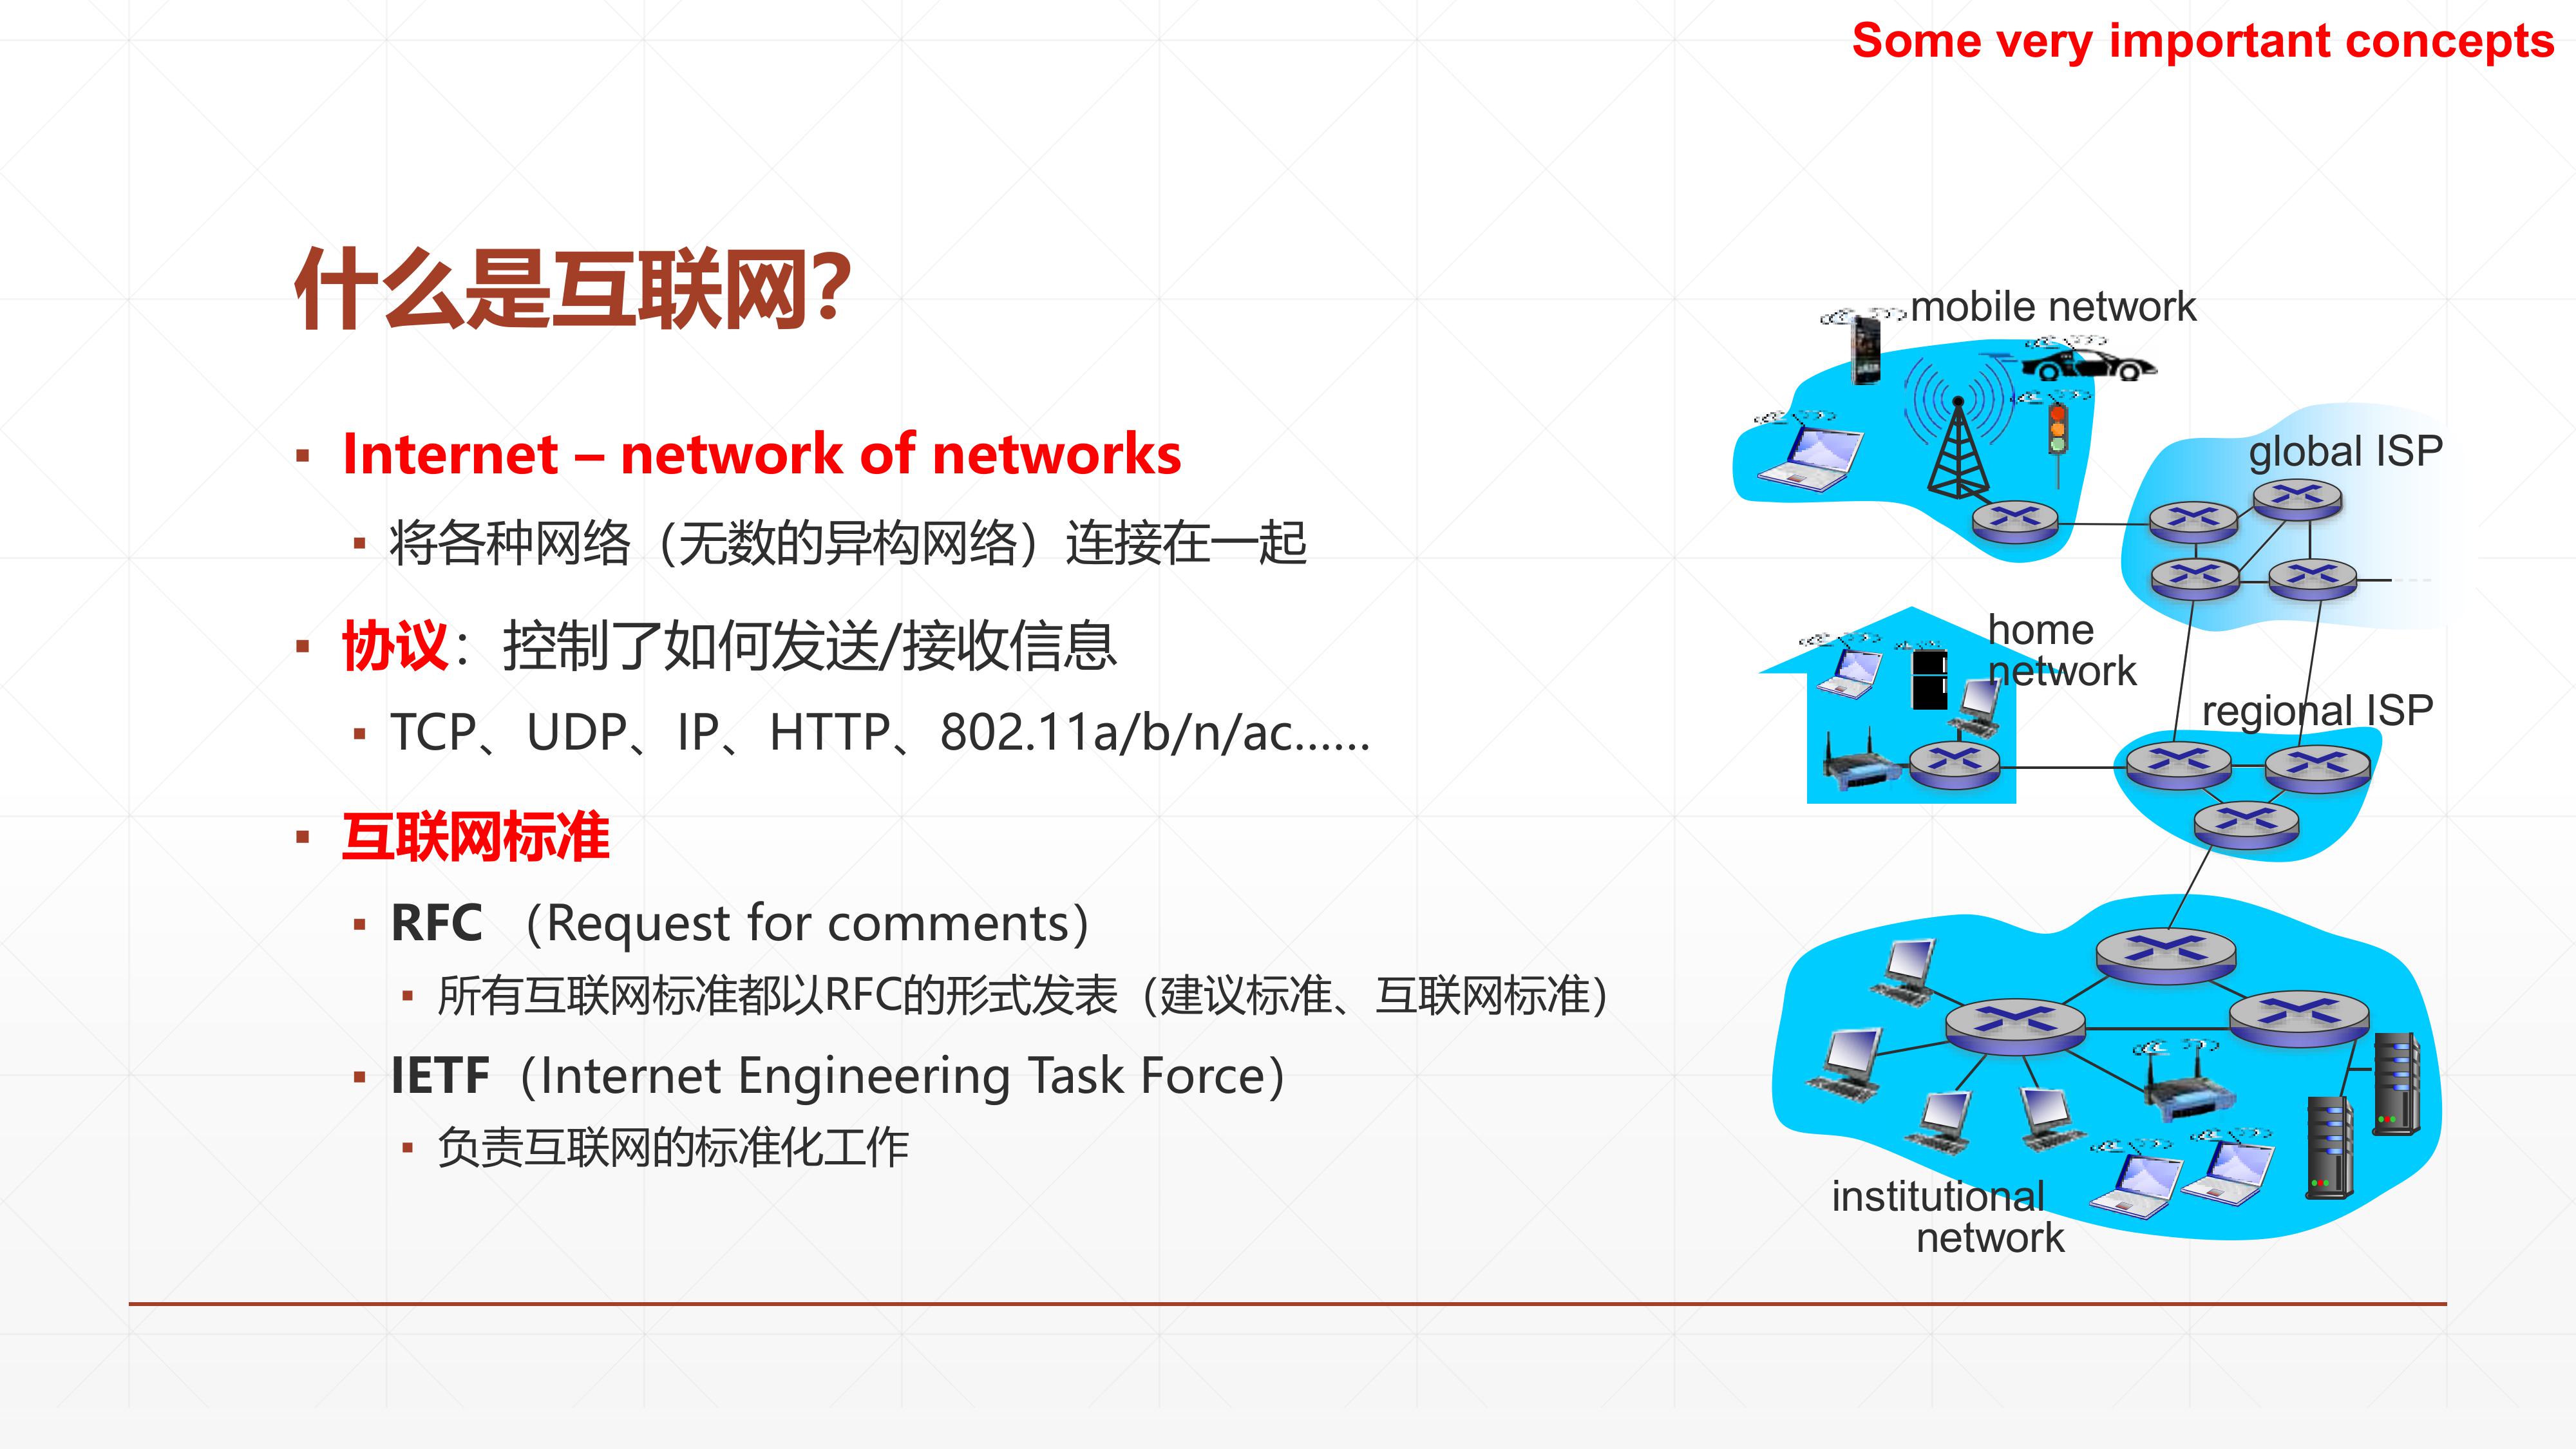 Some very important concepts
什么是互联网?
▪ Internet – network of networks
▪ 将各种网络（无数的异构网络）连接在一起
▪ 协议：控制了如何发送/接收信息
▪ TCP、UDP、IP、HTTP、802.11a/b/n/ac……
▪ 互联网标准
▪ RFC （Request for comments）
▪ 所有互联网标准都以RFC的形式发表（建议标准、互联网标准）
▪ IETF（Internet Engineering Task Force）
▪ 负责互联网的标准化工作
mobile network
global ISP
home
network
regional ISP
institutional
network